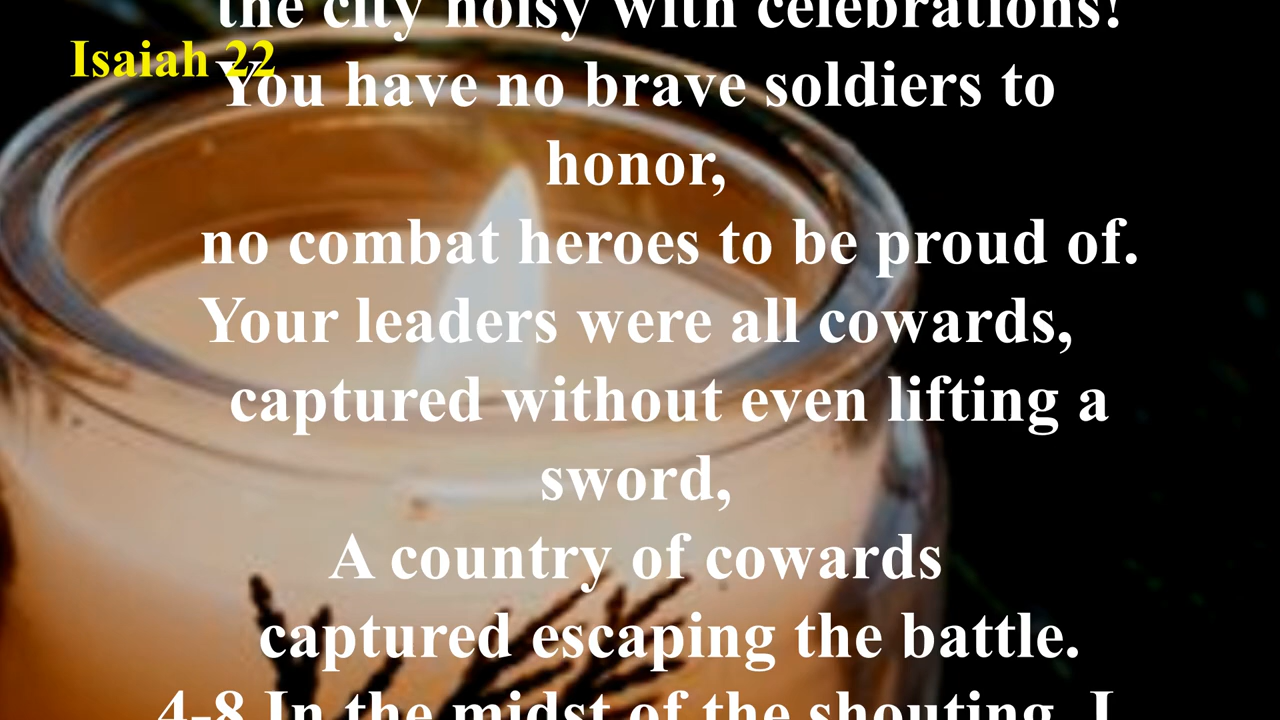 the city noisy with celebrations!
Isaiah 22
You have no brave soldiers to
honor,
no combat heroes to be proud of.
Your leaders were all cowards,
captured without even lifting a
sword,
A country of cowards
captured escaping the battle.
4-8 In the midst of the shouting, I